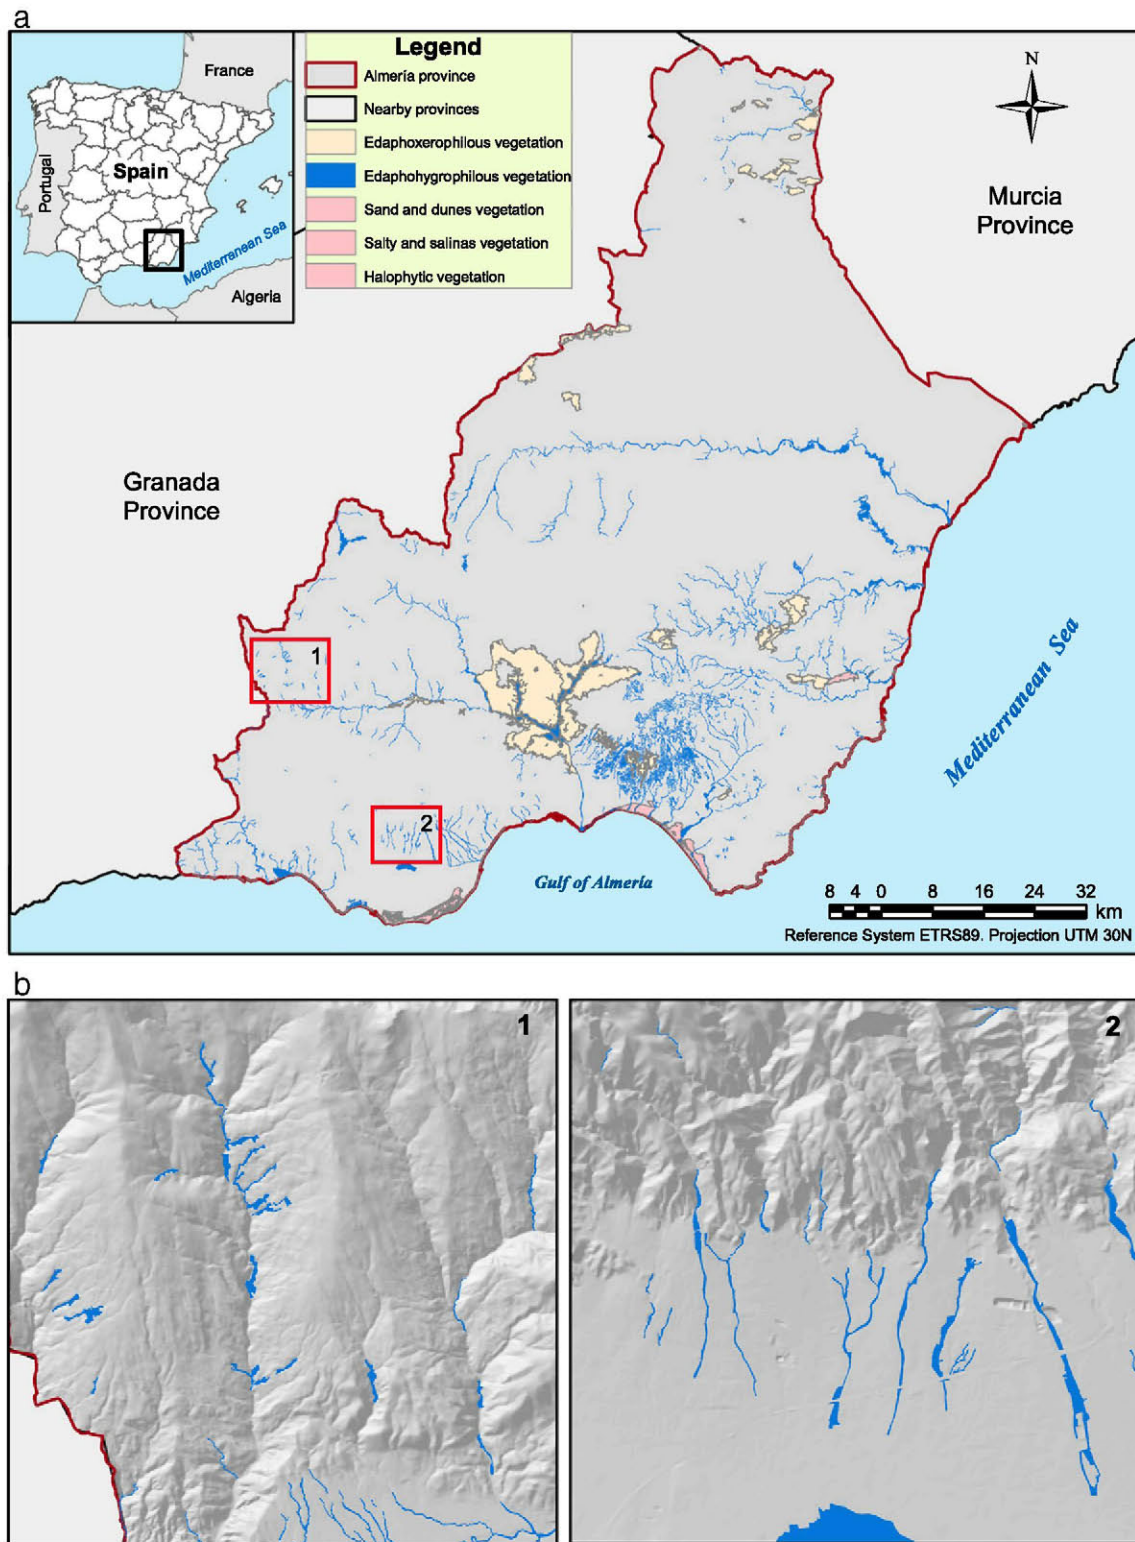 a
France
Portugal
Spain
Mediterranean Sea
Algeria
Legend
Almería province
Nearby provinces
Edaphoxerophilous vegetation
Edaphohygrophilous vegetation
Sand and dunes vegetation
Salty and salinas vegetation
Halophytic vegetation
N
Murcia
Province
Granada
Province
1
2
Mediterranean Sea
Gulf of Almería
8 4 0 8 16 24 32
km
Reference System ETRS89. Projection UTM 30N
b
1
2